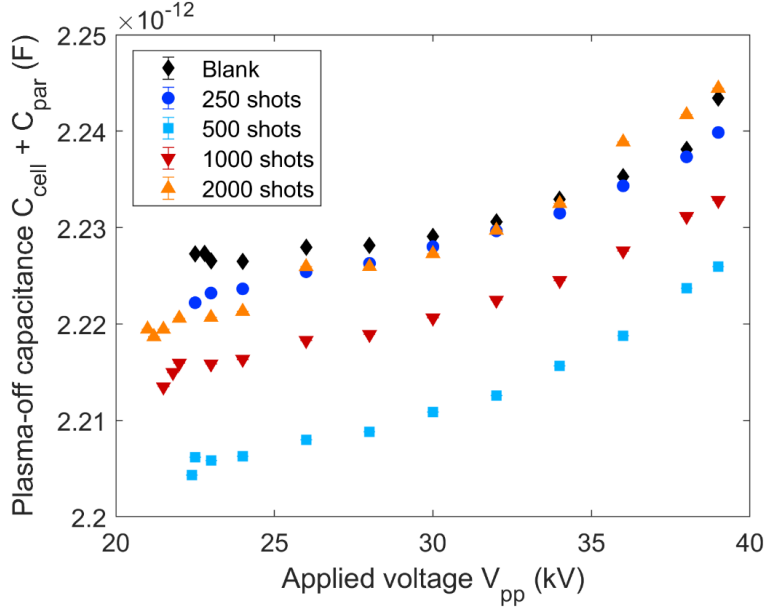 ×10⁻¹²
2.25
2.24
2.23
2.22
2.21
2.2
Plasma-off capacitance C_cell + C_par (F)
Blank
250 shots
500 shots
1000 shots
2000 shots
20
25
30
35
40
Applied voltage V_pp (kV)